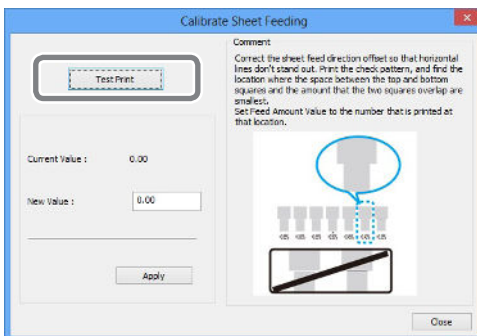 Calibrate Sheet Feeding
Test Print
Current Value :
0.00
New Value :
0.00
Apply
Comment
Correct the sheet feed direction offset so that horizontal
lines don't stand out. Print the check pattern, and find the
location where the space between the top and bottom
squares and the amount that the two squares overlap are
smallest.
Set Feed Amount Value to the number that is printed at
that location.
Close